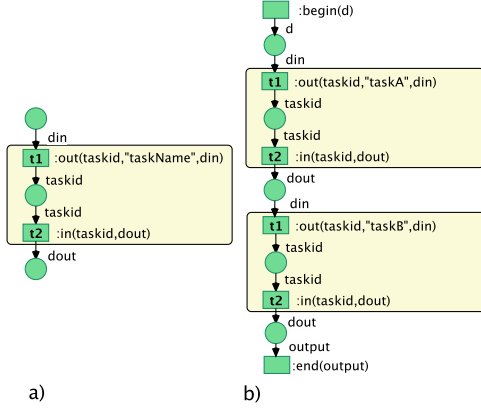 din
t1 :out(taskid,"taskName",din)
taskid
taskid
t2 :in(taskid,dout)
dout
a)
:begin(d)
d
din
t1 :out(taskid,"taskA",din)
taskid
taskid
t2 :in(taskid,dout)
dout
din
t1 :out(taskid,"taskB",din)
taskid
taskid
t2 :in(taskid,dout)
dout
output
:end(output)
b)